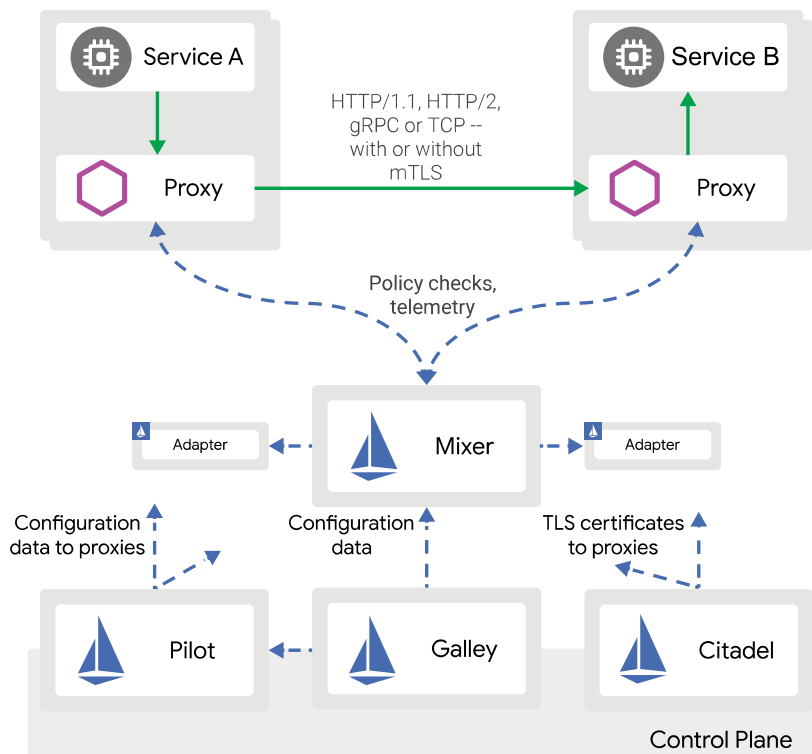 Service A
Service B
HTTP/1.1, HTTP/2,
gRPC or TCP --
with or without
mTLS
Proxy
Proxy
Policy checks,
telemetry
Mixer
Adapter
Adapter
Configuration
data to proxies
Configuration
data
TLS certificates
to proxies
Pilot
Galley
Citadel
Control Plane